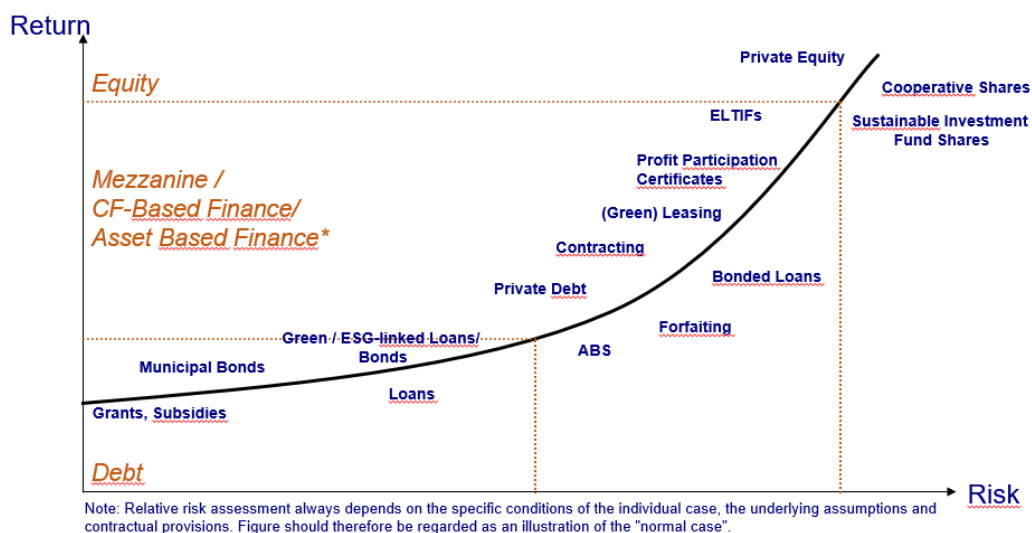 Return
Private Equity
Equity
Cooperative Shares
ELTIFs
Sustainable Investment
Fund Shares
Profit Participation
Certificates
Mezzanine /
CF-Based Finance/
Asset Based Finance*
(Green) Leasing
Contracting
Bonded Loans
Private Debt
Forfaiting
Green / ESG-linked Loans/
Bonds
ABS
Municipal Bonds
Loans
Grants, Subsidies
Debt
Risk
Note: Relative risk assessment always depends on the specific conditions of the individual case, the underlying assumptions and
contractual provisions. Figure should therefore be regarded as an illustration of the "normal case".